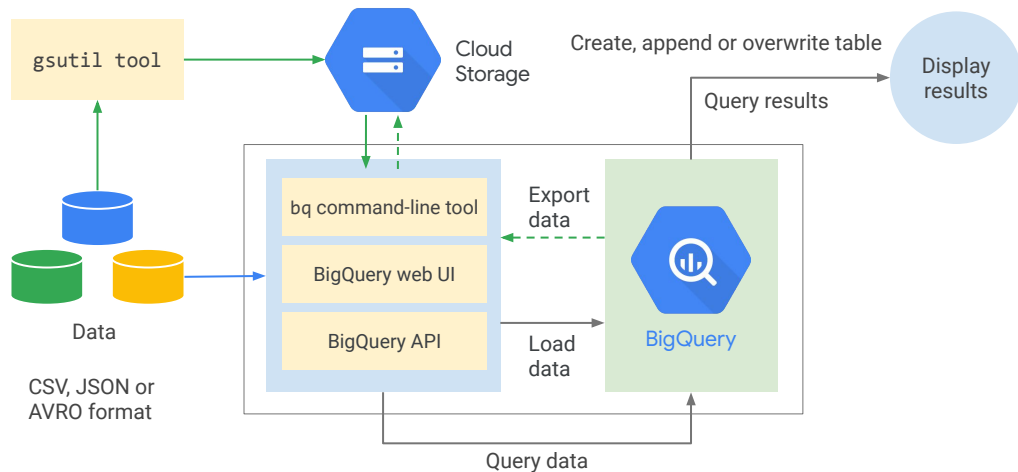 gsutil tool
Cloud
Storage
Create, append or overwrite table
Query results
Display
results
bq command-line tool
BigQuery web UI
BigQuery API
Export
data
Load
data
BigQuery
Data
CSV, JSON or
AVRO format
Query data